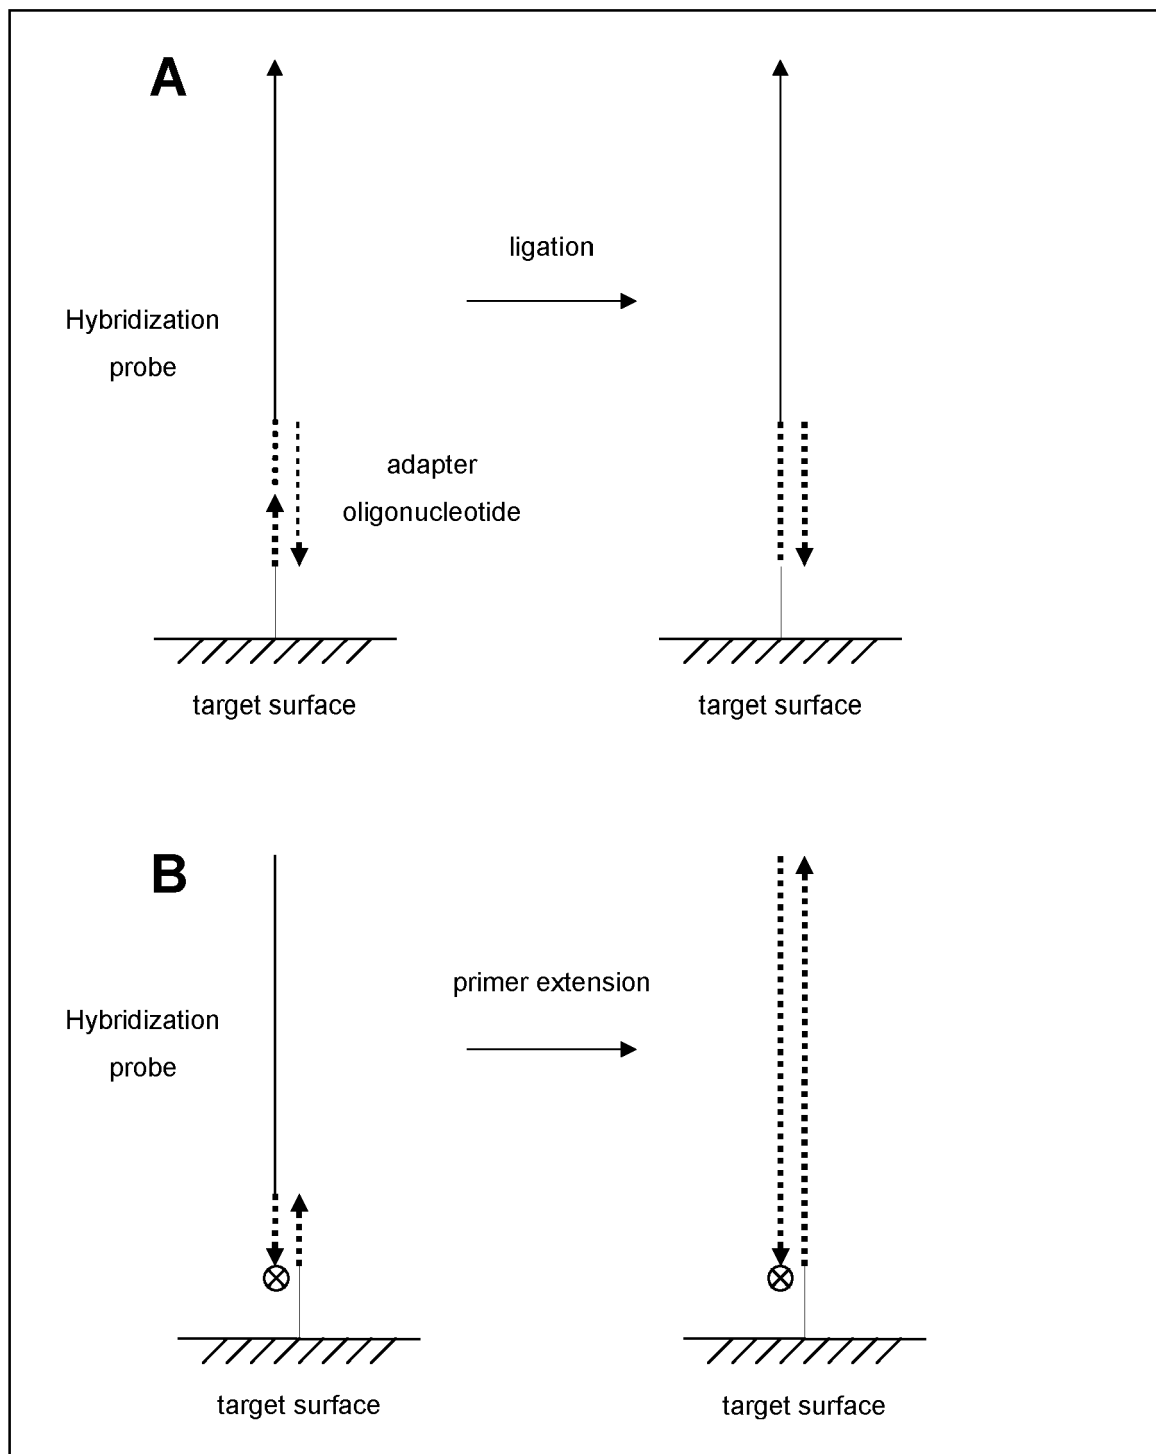 A
ligation
Hybridization
probe
adapter
oligonucleotide
target surface
target surface
B
primer extension
Hybridization
probe
target surface
target surface